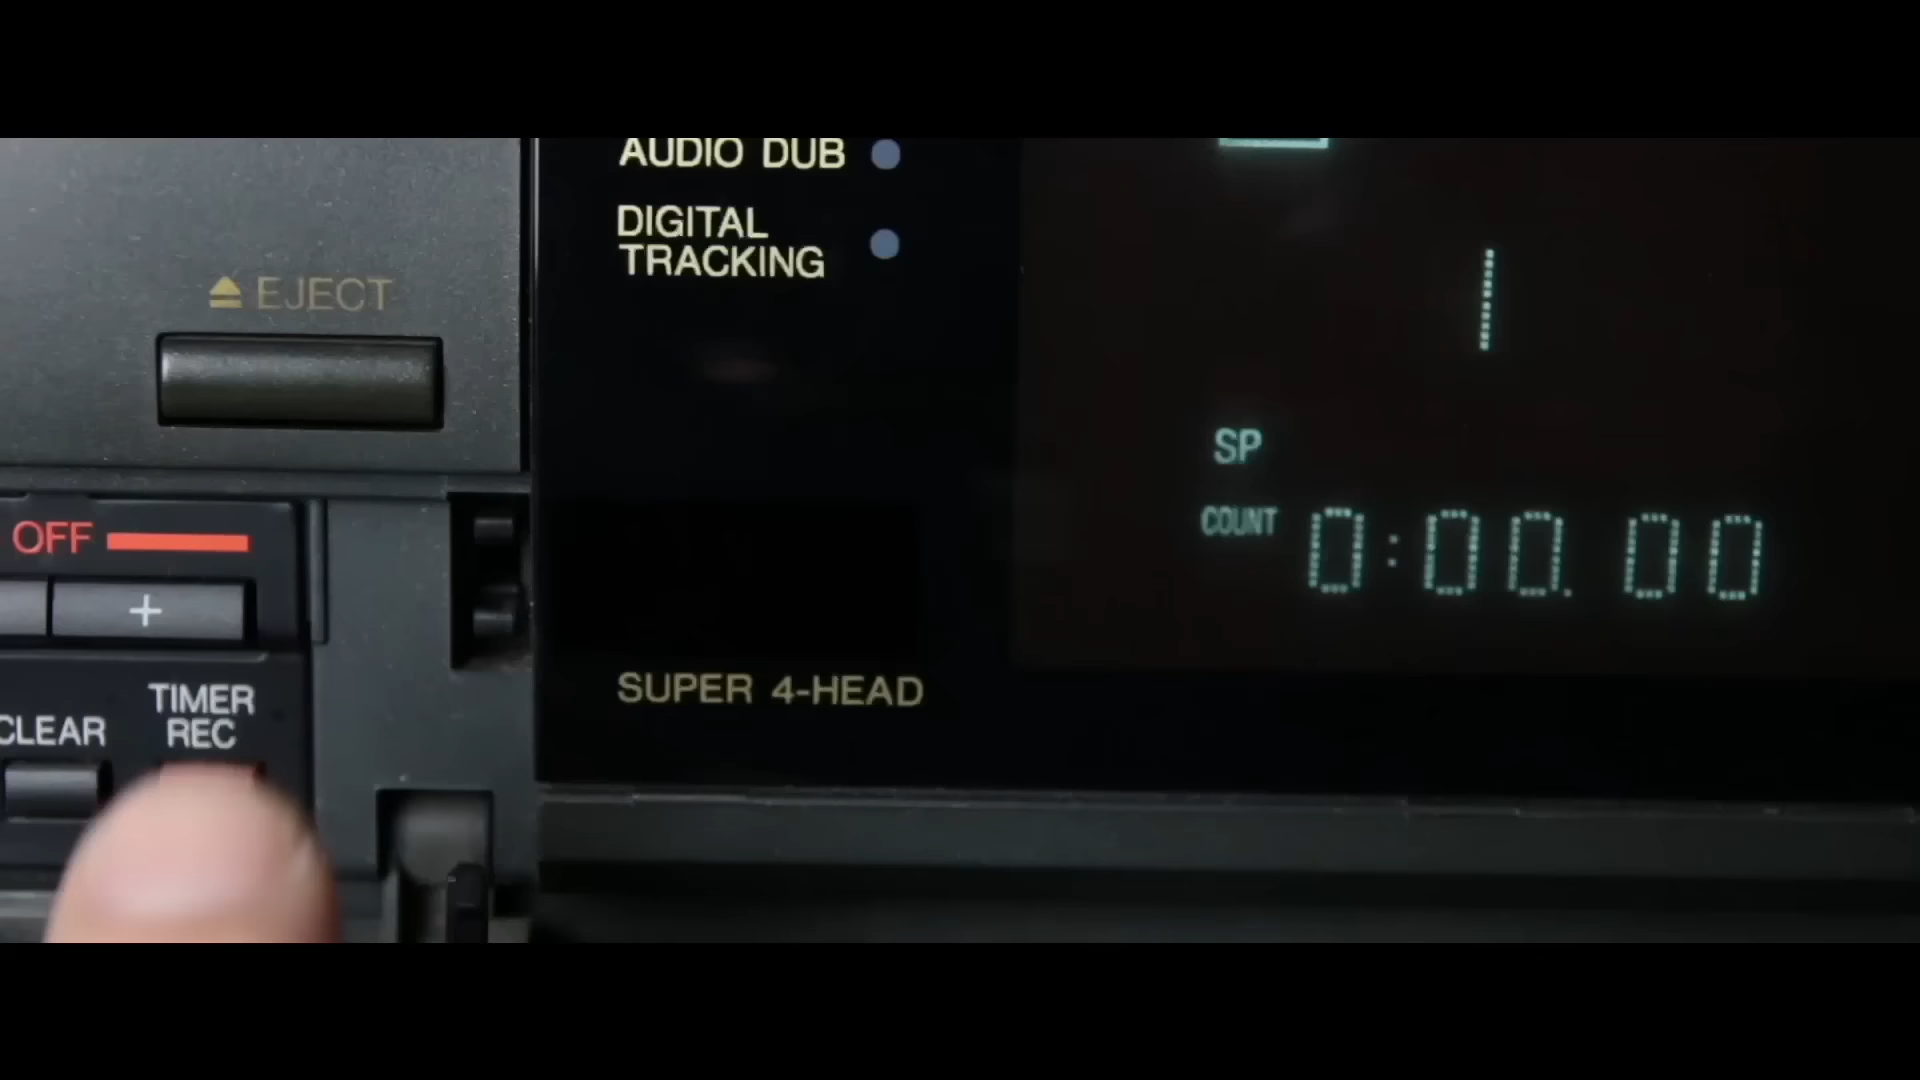 AUDIO DUB
DIGITAL
TRACKING
EJECT
SP
COUNT 0:00.00
OFF
+
SUPER 4-HEAD
CLEAR
TIMER
REC